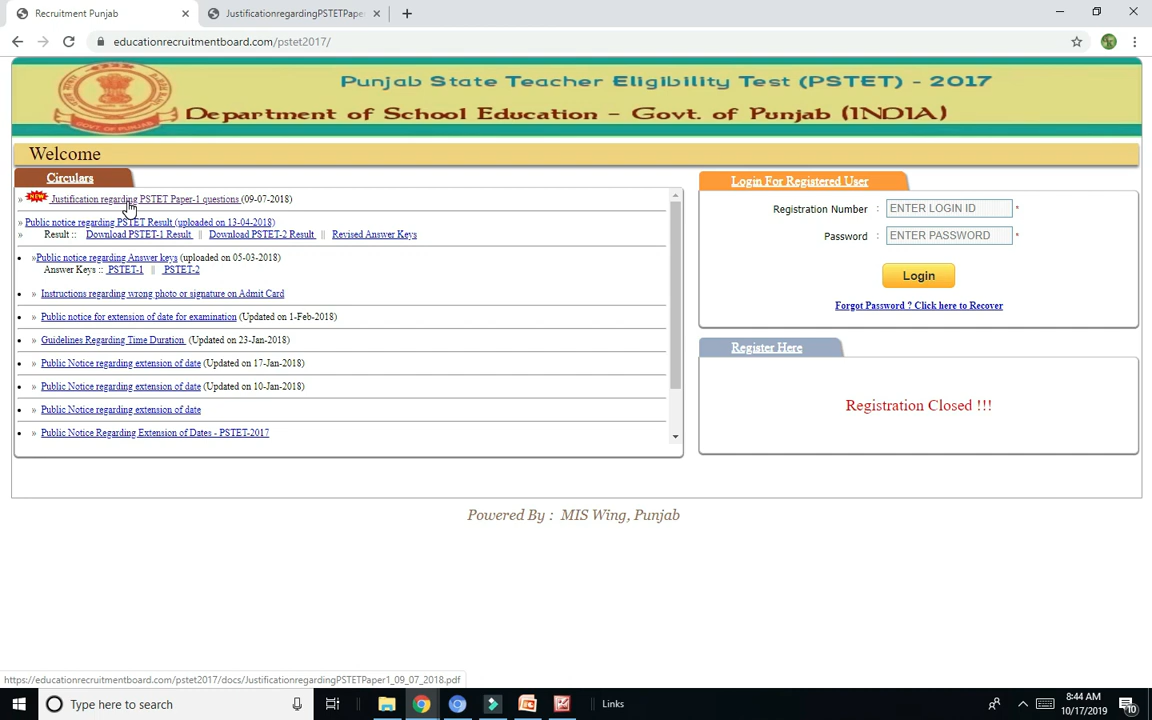 Recruitment Punjab
JustificationregardingPSTETPape
educationrecruitmentboard.com/pstet2017/
GOVT. OF PUNJAB
Punjab State Teacher Eligibility Test (PSTET) - 2017
Department of School Education - Govt. of Punjab (INDIA)
Welcome
Circulars
» NEW Justification regarding PSTET Paper-1 questions (09-07-2018)
» Public notice regarding PSTET Result (uploaded on 13-04-2018)
» Result :: Download PSTET-1 Result || Download PSTET-2 Result || Revised Answer Keys
• »Public notice regarding Answer keys (uploaded on 05-03-2018)
Answer Keys :: PSTET-1 || PSTET-2
• » Instructions regarding wrong photo or signature on Admit Card
• » Public notice for extension of date for examination (Updated on 1-Feb-2018)
• » Guidelines Regarding Time Duration (Updated on 23-Jan-2018)
• » Public Notice regarding extension of date (Updated on 17-Jan-2018)
• » Public Notice regarding extension of date (Updated on 10-Jan-2018)
• » Public Notice regarding extension of date
• » Public Notice Regarding Extension of Dates - PSTET-2017
Login For Registered User
Registration Number : ENTER LOGIN ID *
Password : ENTER PASSWORD *
Login
Forgot Password ? Click here to Recover
Register Here
Registration Closed !!!
Powered By : MIS Wing, Punjab
https://educationrecruitmentboard.com/pstet2017/docs/JustificationregardingPSTETPaper1_09_07_2018.pdf
Type here to search
Links
8:44 AM
10/17/2019
10